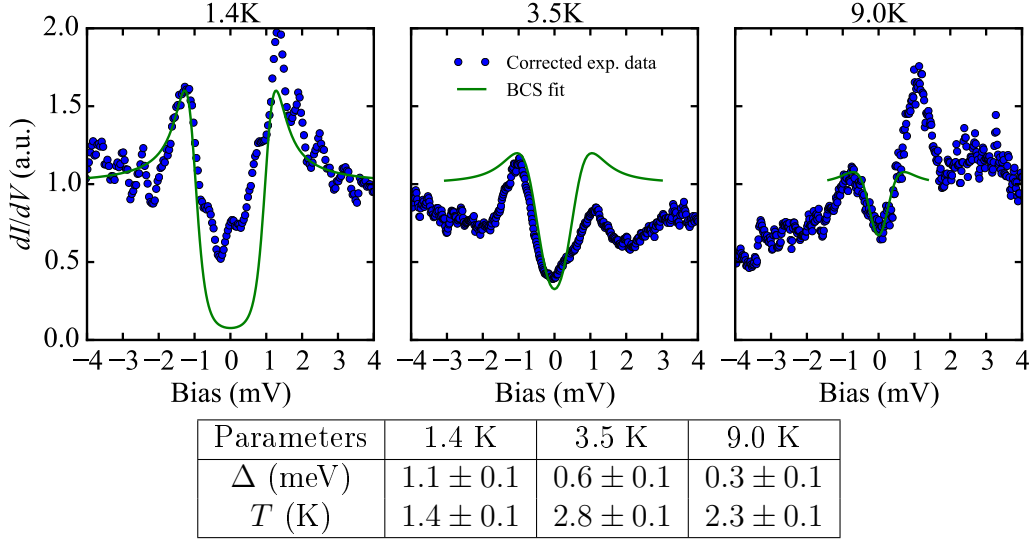 1.4K 3.5K 9.0K
2.0
1.5
1.0
0.5
0.0
dI/dV (a.u.)
Corrected exp. data
BCS fit
−4 −3 −2 −1 0 1 2 3 4
−4 −3 −2 −1 0 1 2 3 4
−4 −3 −2 −1 0 1 2 3 4
Bias (mV) Bias (mV) Bias (mV)
Parameters 1.4 K 3.5 K 9.0 K
Δ (meV) 1.1 ± 0.1 0.6 ± 0.1 0.3 ± 0.1
T (K) 1.4 ± 0.1 2.8 ± 0.1 2.3 ± 0.1